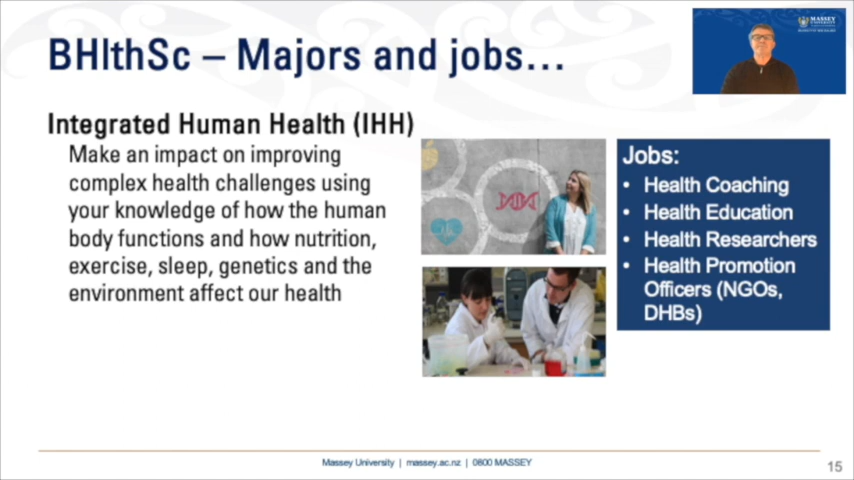 BHlthSc – Majors and jobs...
MASSEY
UNIVERSITY
Integrated Human Health (IHH)
Make an impact on improving
complex health challenges using
your knowledge of how the human
body functions and how nutrition,
exercise, sleep, genetics and the
environment affect our health
Jobs:
• Health Coaching
• Health Education
• Health Researchers
• Health Promotion
Officers (NGOs,
DHBs)
Massey University | massey.ac.nz | 0800 MASSEY
15